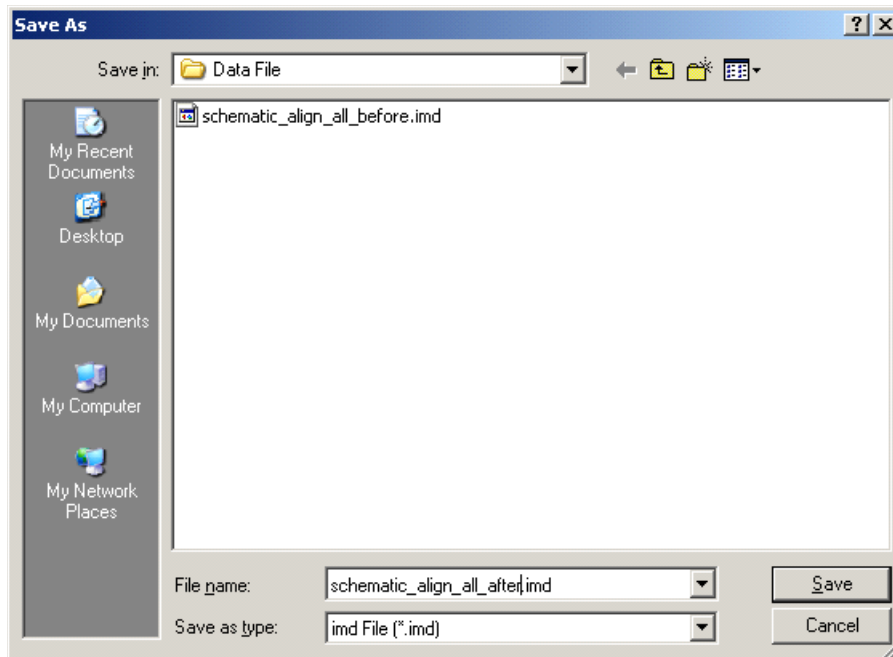 Save As
Save in: Data File
schematic_align_all_before.imd
My Recent
Documents
Desktop
My Documents
My Computer
My Network
Places
File name: schematic_align_all_after.imd Save
Save as type: imd File (*.imd) Cancel